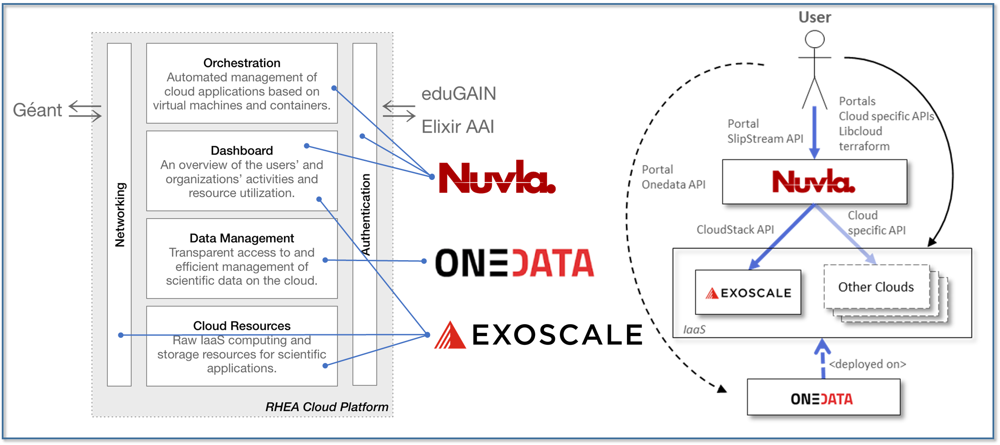 Orchestration
Automated management of
cloud applications based on
virtual machines and containers.
Dashboard
An overview of the users’ and
organizations’ activities and
resource utilization.
Data Management
Transparent access to and
efficient management of
scientific data on the cloud.
Cloud Resources
Raw IaaS computing and
storage resources for scientific
applications.
Networking
Authentication
RHEA Cloud Platform
Géant
eduGAIN
Elixir AAI
Nuvla.
ONEDATA
EXOSCALE
User
Portals
Cloud specific APIs
Libcloud
terraform
Portal
SlipStream API
Portal
Onedata API
Nuvla.
CloudStack API
Cloud
specific API
EXOSCALE
Other Clouds
IaaS
<deployed on>
ONEDATA